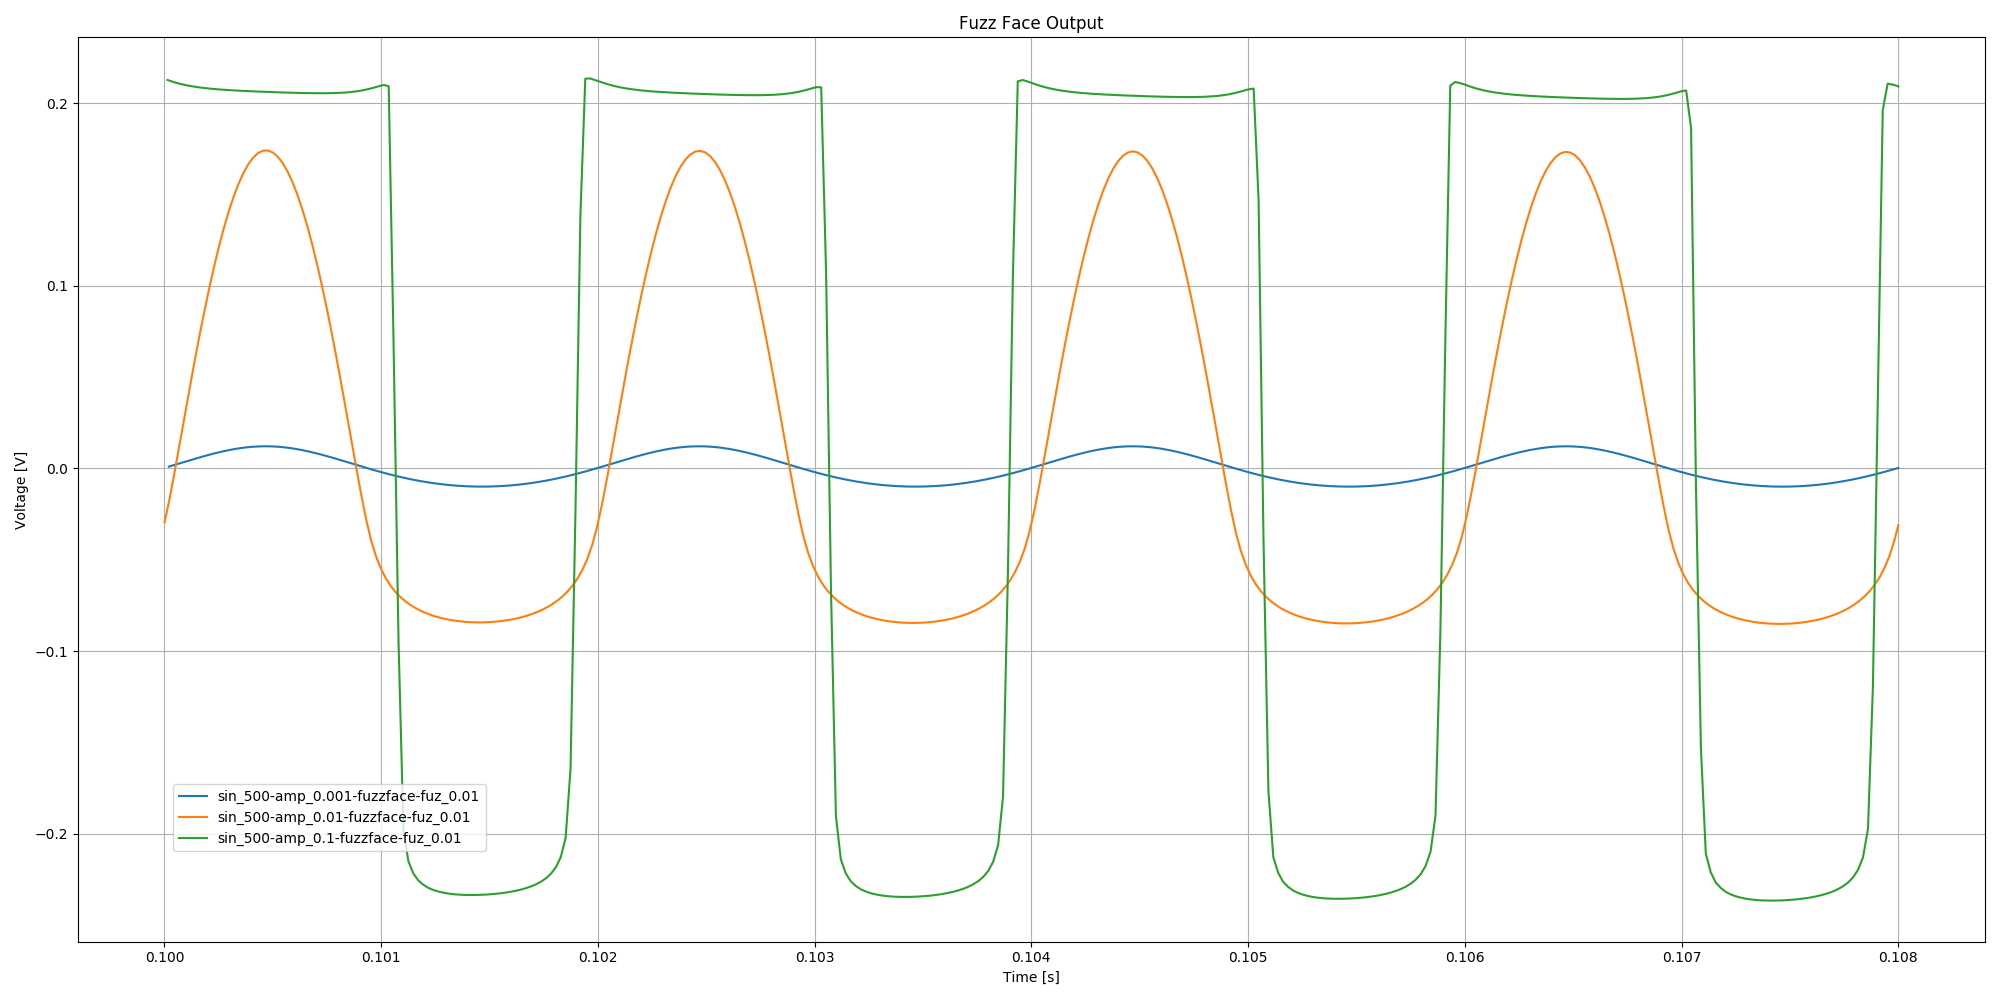 Fuzz Face Output
Voltage [V]
0.2
0.1
0.0
−0.1
−0.2
sin_500-amp_0.001-fuzzface-fuz_0.01
sin_500-amp_0.01-fuzzface-fuz_0.01
sin_500-amp_0.1-fuzzface-fuz_0.01
0.100 0.101 0.102 0.103 0.104 0.105 0.106 0.107 0.108
Time [s]